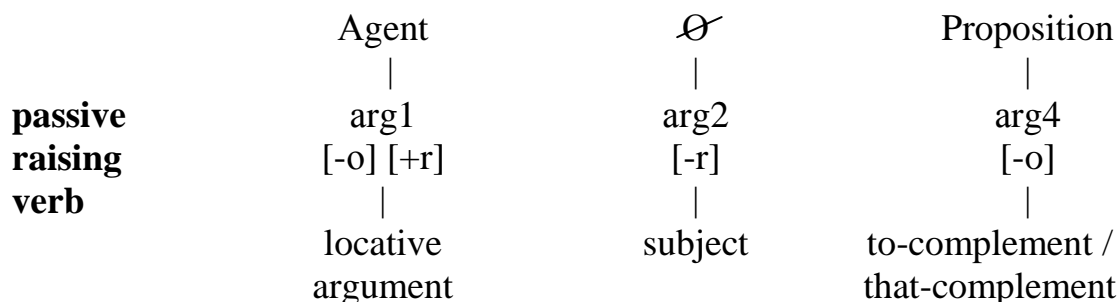 Agent Ø Proposition
| | |
passive arg1 arg2 arg4
raising [-o] [+r] [-r] [-o]
verb | | |
locative subject to-complement /
argument that-complement